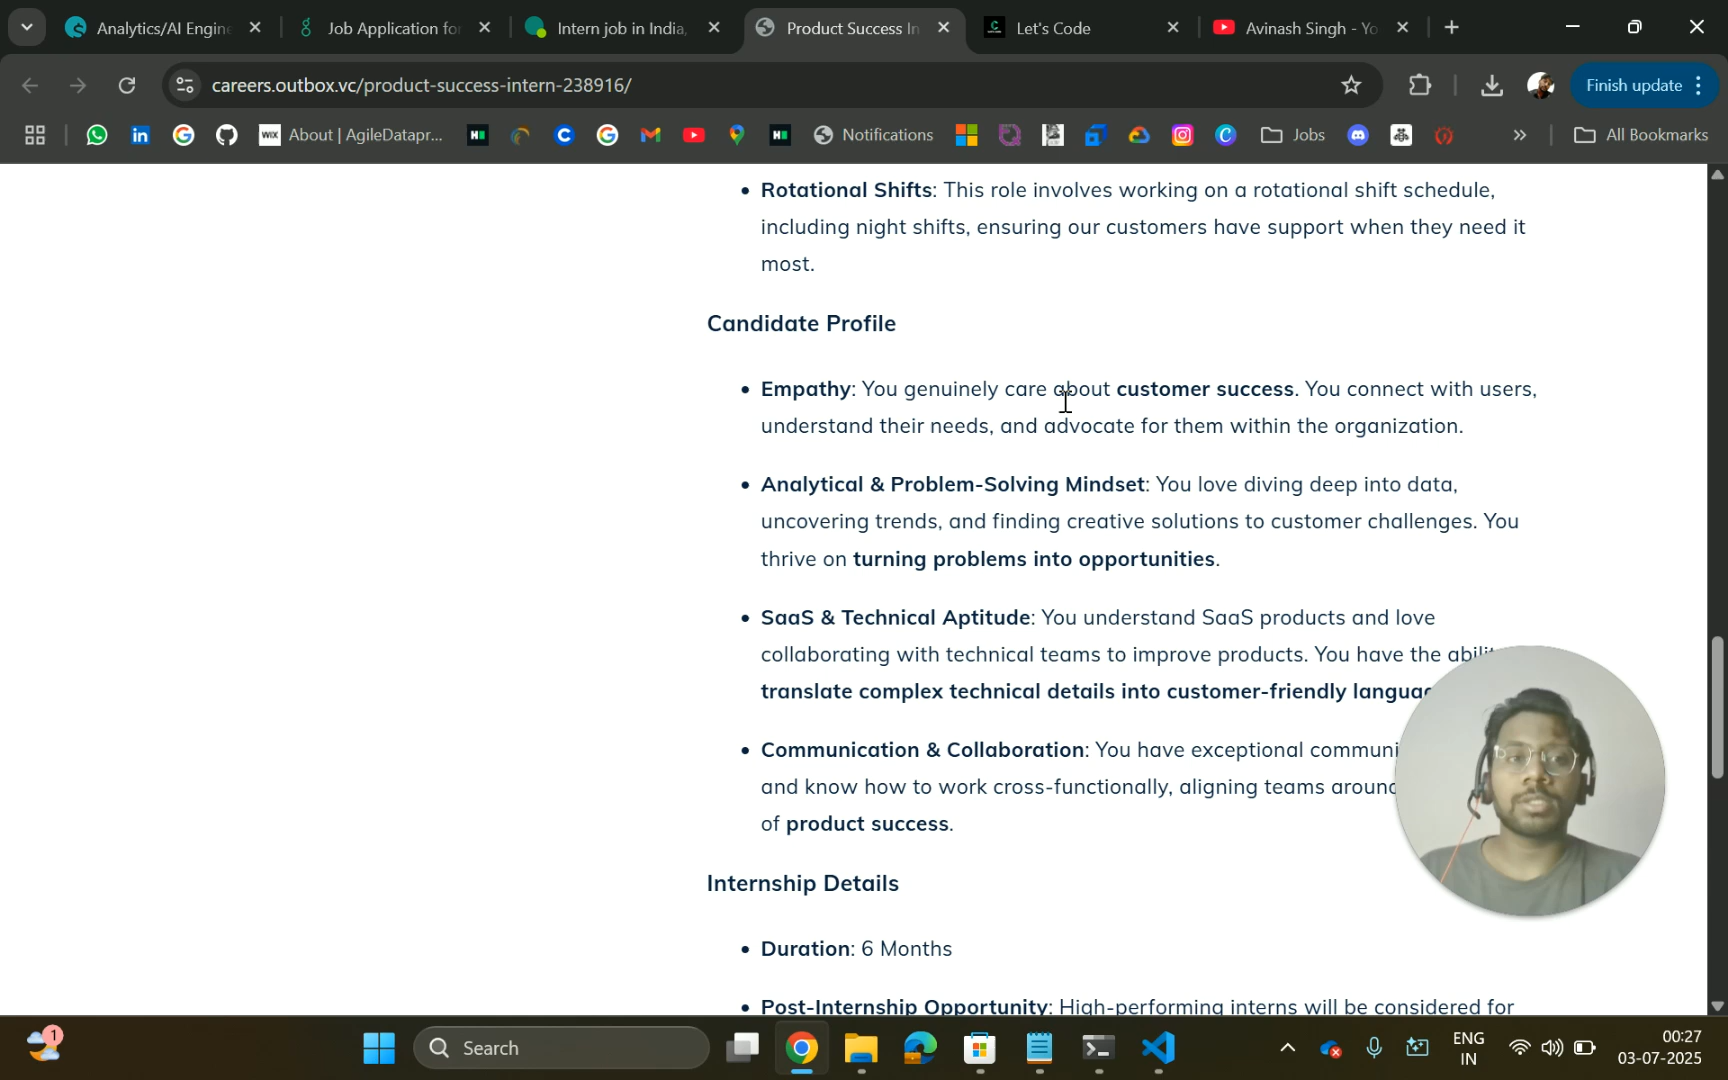 Analytics/AI Engine
Job Application for
Intern job in India,
Product Success In
Let's Code
Avinash Singh - Yo
careers.outbox.vc/product-success-intern-238916/
Finish update
WiX About | AgileDatapr...
Notifications
Jobs
All Bookmarks
• Rotational Shifts: This role involves working on a rotational shift schedule,
including night shifts, ensuring our customers have support when they need it
most.
Candidate Profile
• Empathy: You genuinely care about customer success. You connect with users,
understand their needs, and advocate for them within the organization.
• Analytical & Problem-Solving Mindset: You love diving deep into data,
uncovering trends, and finding creative solutions to customer challenges. You
thrive on turning problems into opportunities.
• SaaS & Technical Aptitude: You understand SaaS products and love
collaborating with technical teams to improve products. You have the abilit
translate complex technical details into customer-friendly languag
• Communication & Collaboration: You have exceptional communi
and know how to work cross-functionally, aligning teams around
of product success.
Internship Details
• Duration: 6 Months
• Post-Internship Opportunity: High-performing interns will be considered for
1
Search
ENG
IN
00:27
03-07-2025